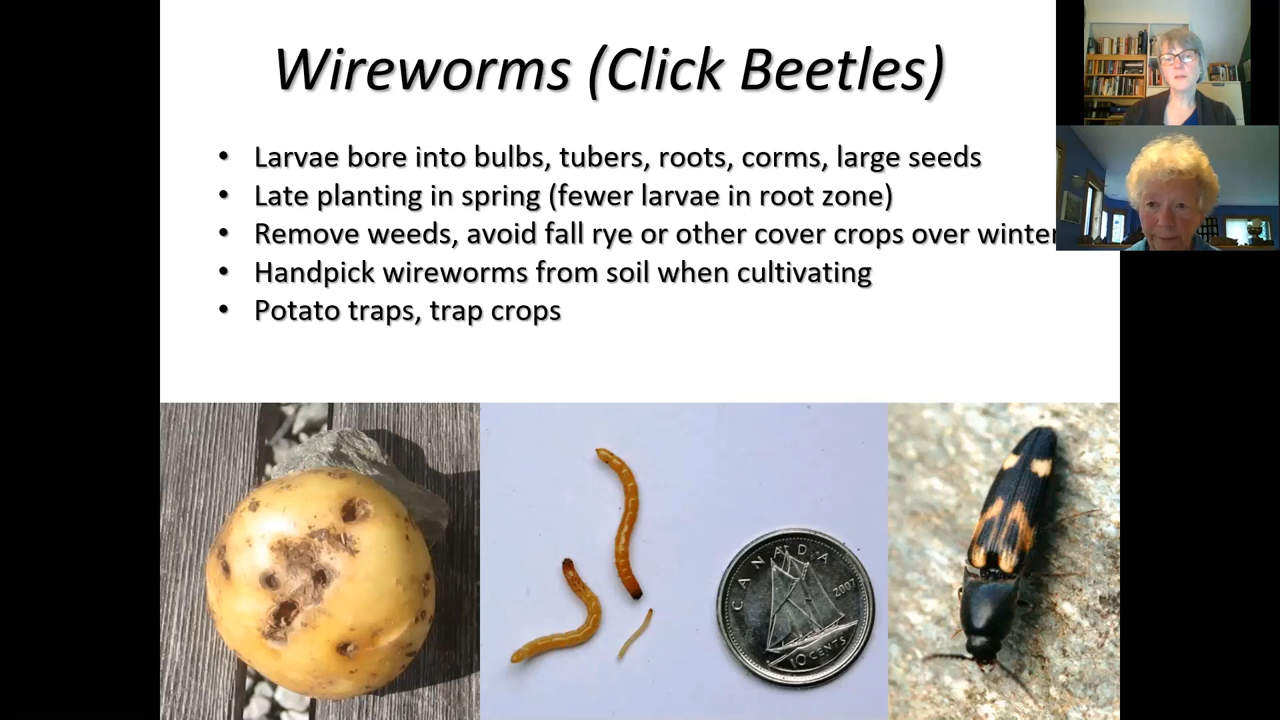 Wireworms (Click Beetles)
• Larvae bore into bulbs, tubers, roots, corms, large seeds
• Late planting in spring (fewer larvae in root zone)
• Remove weeds, avoid fall rye or other cover crops over winter
• Handpick wireworms from soil when cultivating
• Potato traps, trap crops
CANADA
2007
10 CENTS